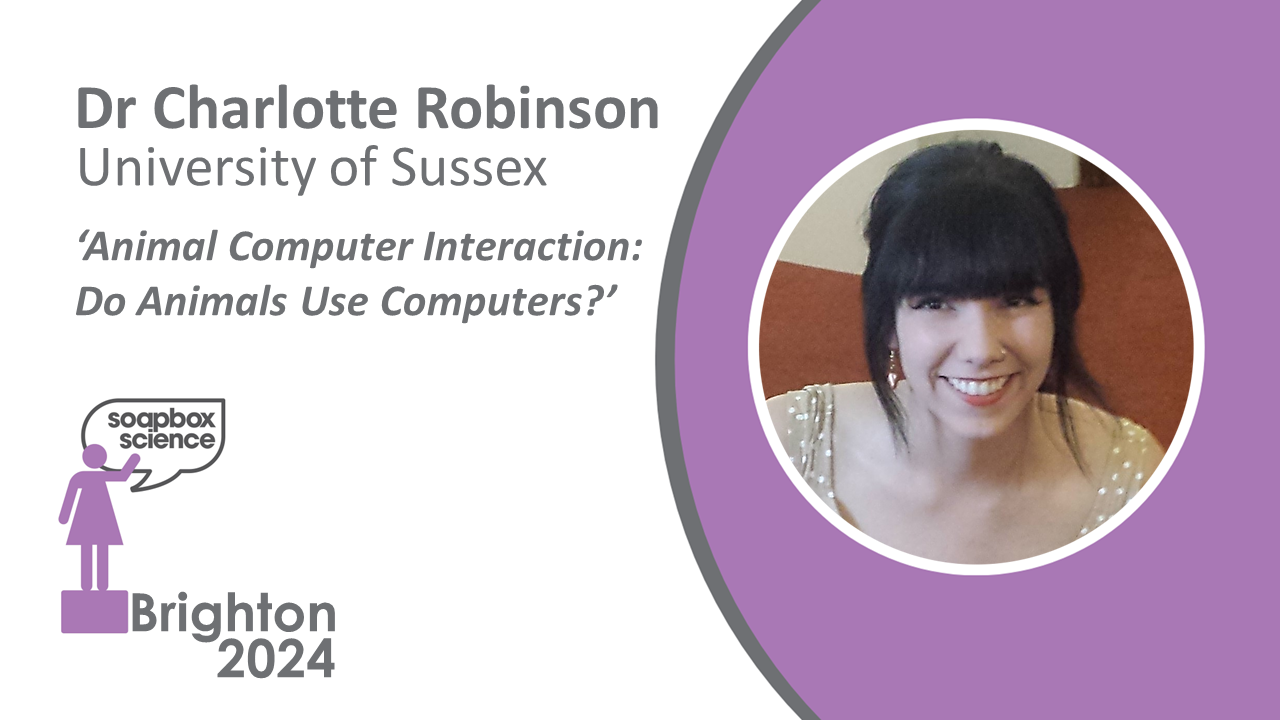 Dr Charlotte Robinson
University of Sussex
‘Animal Computer Interaction:
Do Animals Use Computers?’
soapbox
science
Brighton
2024